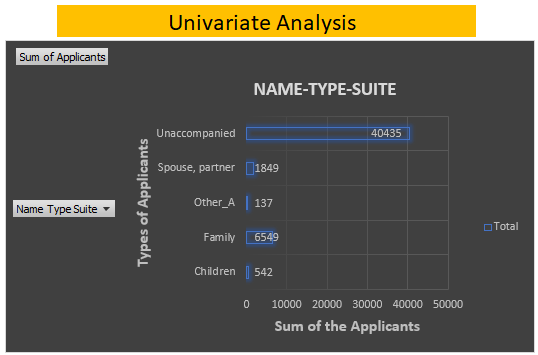 Univariate Analysis
Sum of Applicants
NAME-TYPE-SUITE
Types of Applicants
Unaccompanied 40435
Spouse, partner 1849
Other_A 137
Family 6549
Children 542
Name Type Suite
Total
0 10000 20000 30000 40000 50000
Sum of the Applicants